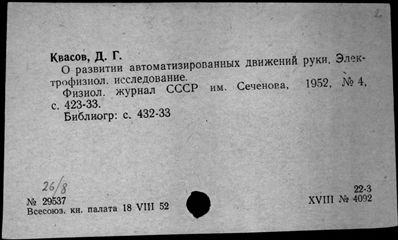 Квасов, Д. Г.
О развитии автоматизированных движений руки. Элек-
трофизиол. исследование.
Физиол. журнал СССР им. Сеченова, 1952, № 4,
с. 423-33.
Библиогр: с. 432-33
26/8
№ 29537
Всесоюз. кн. палата 18 VIII 52
22-3
XVIII № 4092